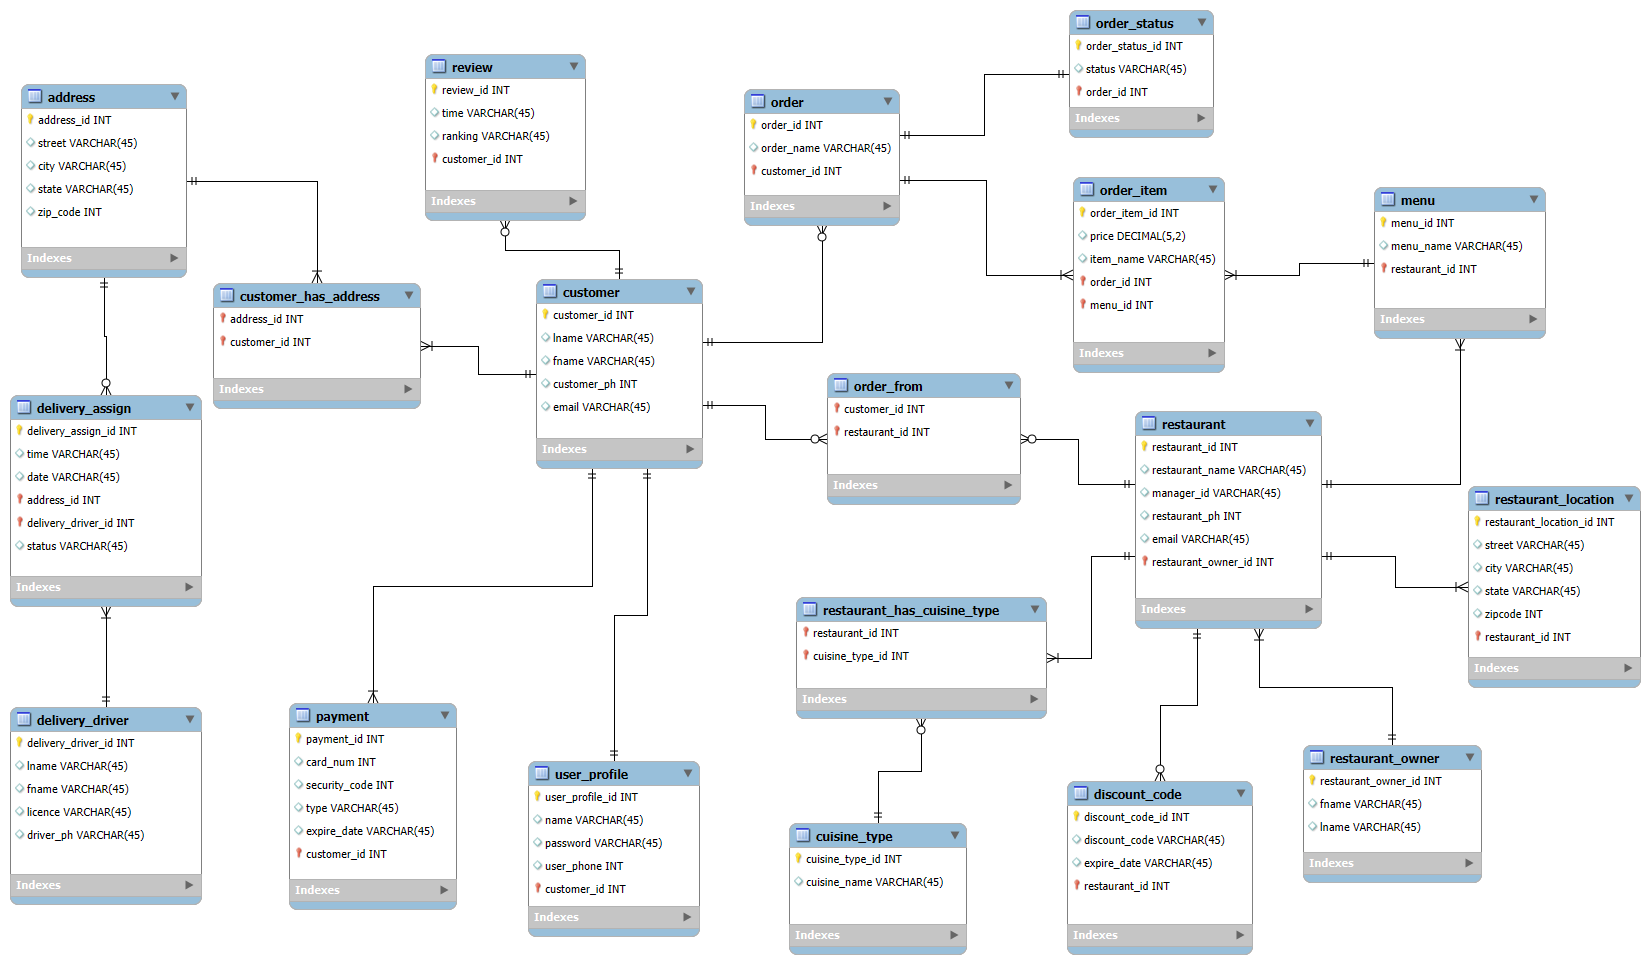 order_status
order_status_id INT
status VARCHAR(45)
order_id INT
Indexes
review
review_id INT
time VARCHAR(45)
ranking VARCHAR(45)
customer_id INT
Indexes
address
address_id INT
street VARCHAR(45)
city VARCHAR(45)
state VARCHAR(45)
zip_code INT
Indexes
order
order_id INT
order_name VARCHAR(45)
customer_id INT
Indexes
order_item
order_item_id INT
price DECIMAL(5,2)
item_name VARCHAR(45)
order_id INT
menu_id INT
Indexes
menu
menu_id INT
menu_name VARCHAR(45)
restaurant_id INT
Indexes
customer_has_address
address_id INT
customer_id INT
Indexes
customer
customer_id INT
lname VARCHAR(45)
fname VARCHAR(45)
customer_ph INT
email VARCHAR(45)
Indexes
order_from
customer_id INT
restaurant_id INT
Indexes
delivery_assign
delivery_assign_id INT
time VARCHAR(45)
date VARCHAR(45)
address_id INT
delivery_driver_id INT
status VARCHAR(45)
Indexes
restaurant
restaurant_id INT
restaurant_name VARCHAR(45)
manager_id VARCHAR(45)
restaurant_ph INT
email VARCHAR(45)
restaurant_owner_id INT
Indexes
restaurant_location
restaurant_location_id INT
street VARCHAR(45)
city VARCHAR(45)
state VARCHAR(45)
zipcode INT
restaurant_id INT
Indexes
restaurant_has_cuisine_type
restaurant_id INT
cuisine_type_id INT
Indexes
delivery_driver
delivery_driver_id INT
lname VARCHAR(45)
fname VARCHAR(45)
licence VARCHAR(45)
driver_ph VARCHAR(45)
Indexes
payment
payment_id INT
card_num INT
security_code INT
type VARCHAR(45)
expire_date VARCHAR(45)
customer_id INT
Indexes
user_profile
user_profile_id INT
name VARCHAR(45)
password VARCHAR(45)
user_phone INT
customer_id INT
Indexes
cuisine_type
cuisine_type_id INT
cuisine_name VARCHAR(45)
Indexes
discount_code
discount_code_id INT
discount_code VARCHAR(45)
expire_date VARCHAR(45)
restaurant_id INT
Indexes
restaurant_owner
restaurant_owner_id INT
fname VARCHAR(45)
lname VARCHAR(45)
Indexes